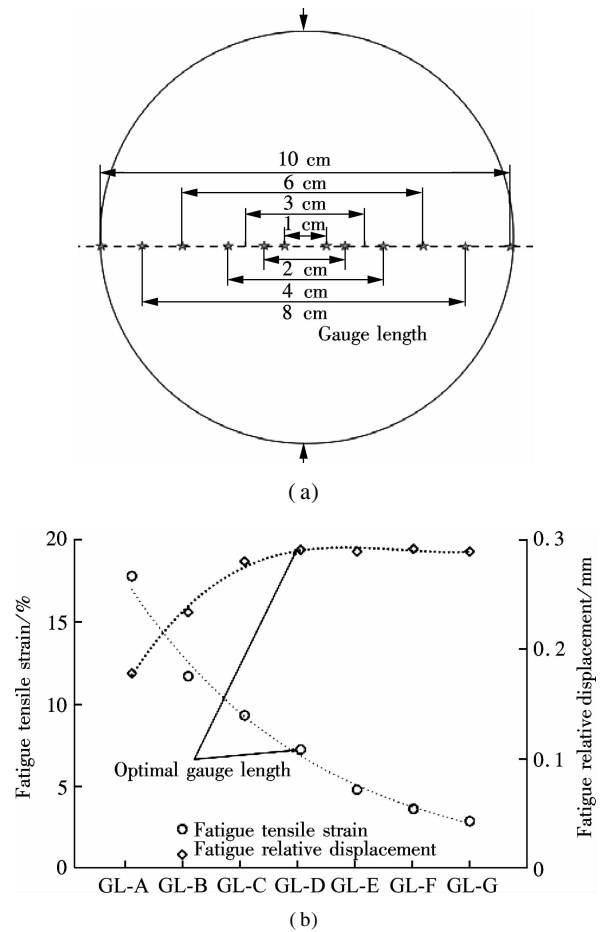 10 cm
6 cm
3 cm
1 cm
2 cm
4 cm
8 cm
Gauge length
(a)
20
15
10
5
0
Fatigue tensile strain/%
0.3
0.2
0.1
0
Fatigue relative displacement/mm
Optimal gauge length
Fatigue tensile strain
Fatigue relative displacement
GL-A GL-B GL-C GL-D GL-E GL-F GL-G
(b)